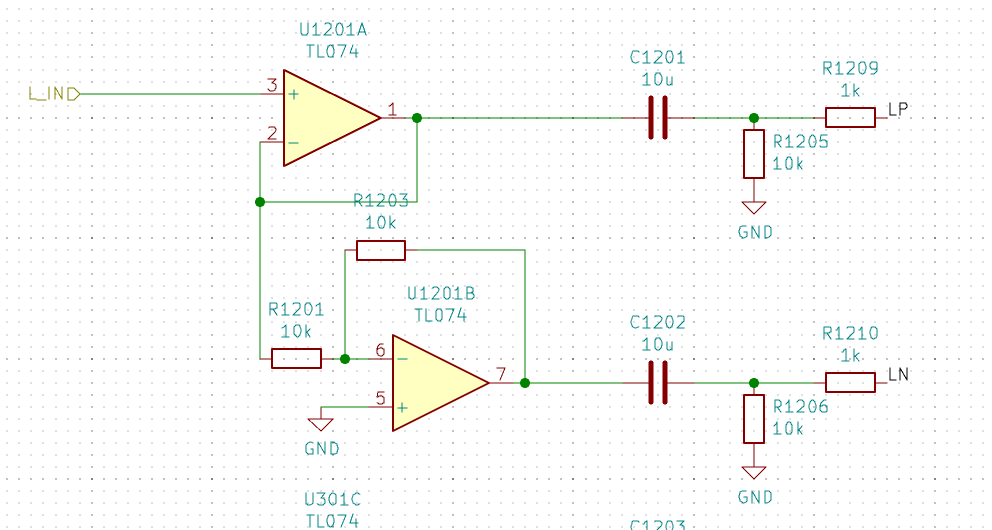 U1201A
TL074
L_IN
3
+
1
2
−
C1201
10u
R1209
1k
LP
R1205
10k
GND
R1203
10k
U1201B
TL074
R1201
10k
6
−
7
5
+
GND
C1202
10u
R1210
1k
LN
R1206
10k
GND
U301C
TL074
C1203